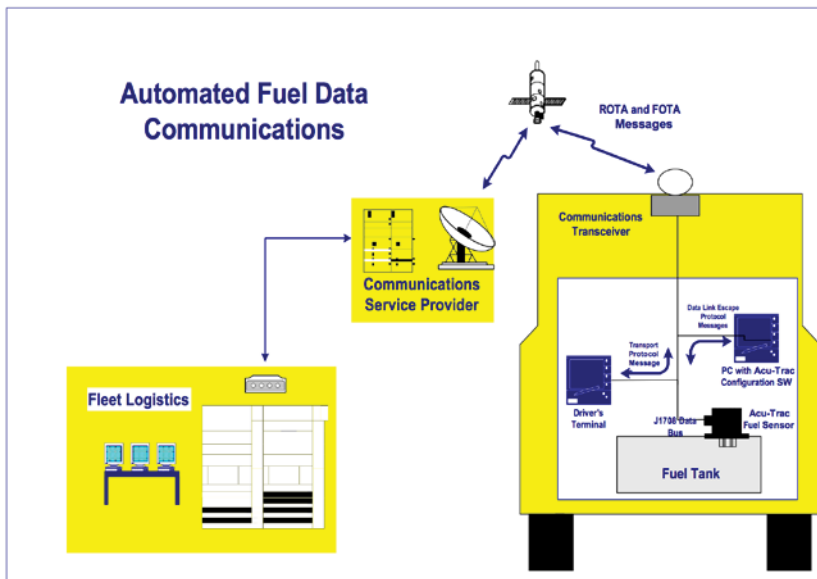 Automated Fuel Data
Communications
ROTA and FOTA
Messages
Communications
Transceiver
Communications
Service Provider
Data Link Escape
Protocol
Messages
Transport
Protocol
Message
PC with Acu-Trac
Configuration SW
Fleet Logistics
Driver's
Terminal
J1708 Data
Bus
Acu-Trac
Fuel Sensor
Fuel Tank